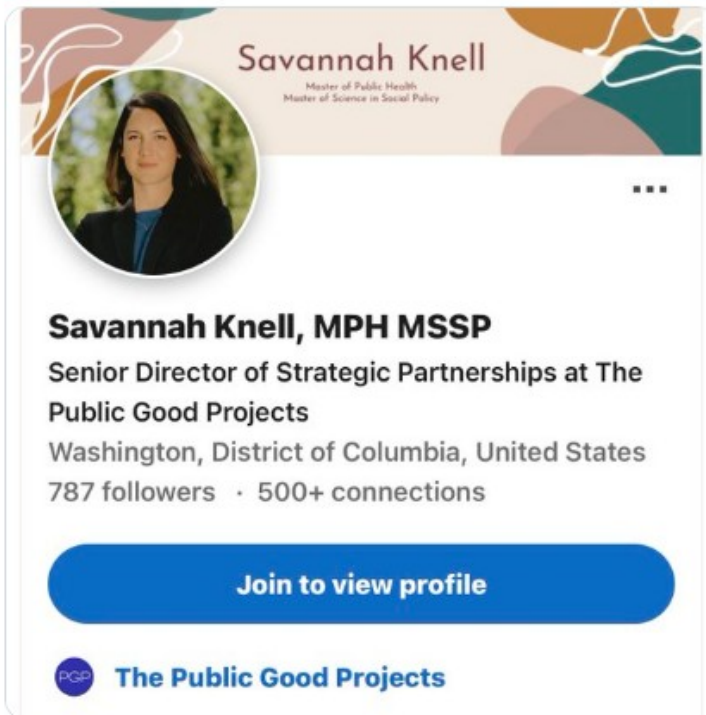 Savannah Knell
Master of Public Health
Master of Science in Social Policy
Savannah Knell, MPH MSSP
Senior Director of Strategic Partnerships at The
Public Good Projects
Washington, District of Columbia, United States
787 followers · 500+ connections
Join to view profile
PGP
The Public Good Projects